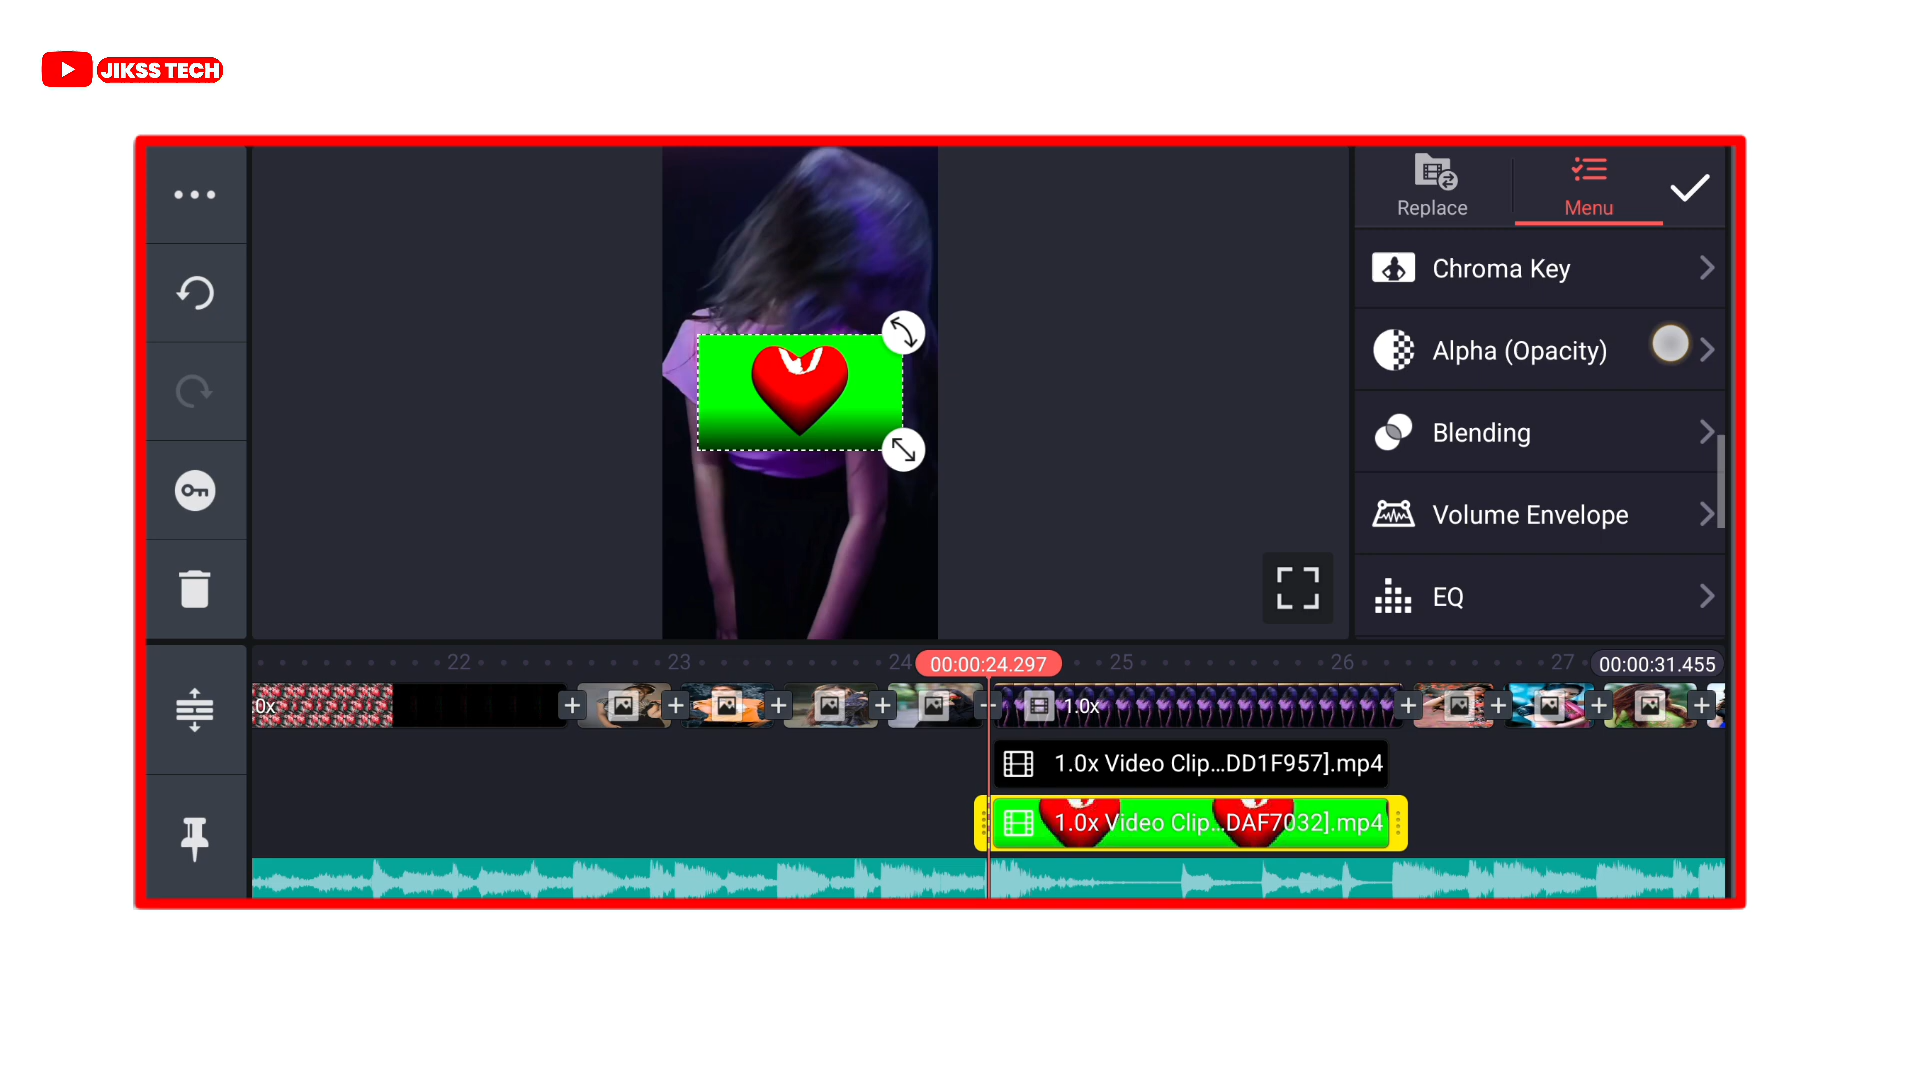 JIKSS TECH
Replace
Menu
Chroma Key
Alpha (Opacity)
Blending
Volume Envelope
EQ
22
23
24
00:00:24.297
25
26
27
00:00:31.455
0x
1.0x
1.0x Video Clip...DD1F957].mp4
1.0x Video Clip...DAF7032].mp4